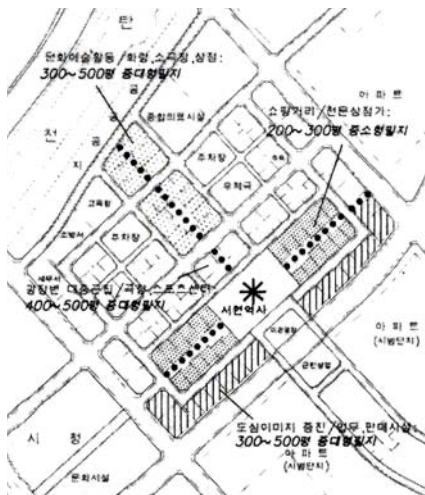 탄
천
공
공
지
문화예술활동/화랑,소극장,상점:
300~500평 중대형필지
종합의료시설
아 파 트
쇼핑거리/전문상점가:
200~300평 중소형필지
주차장
우체국
교육청
소방서
주차장
세무서
광장변 대중공집/극장,스포츠센타:
400~500평 중대형필지
서현역사
아 파 트
(시범단지)
근린상업
도심이미지 증진/업무,판매시설:
300~500평 중대형필지
시 청
문화시설
아 파 트
(시범단지)